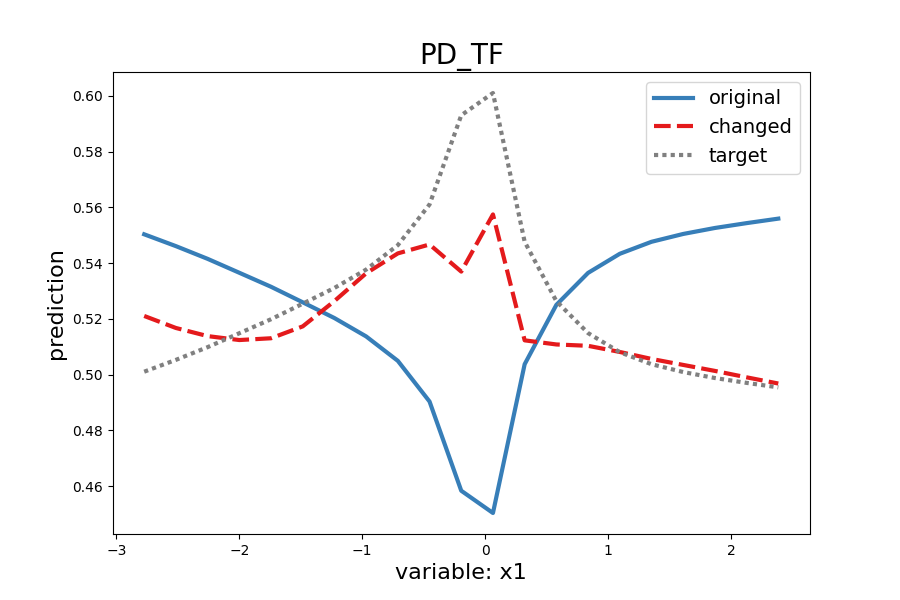 PD_TF
original
changed
target
0.60
0.58
0.56
0.54
0.52
0.50
0.48
0.46
prediction
−3
−2
−1
0
1
2
variable: x1